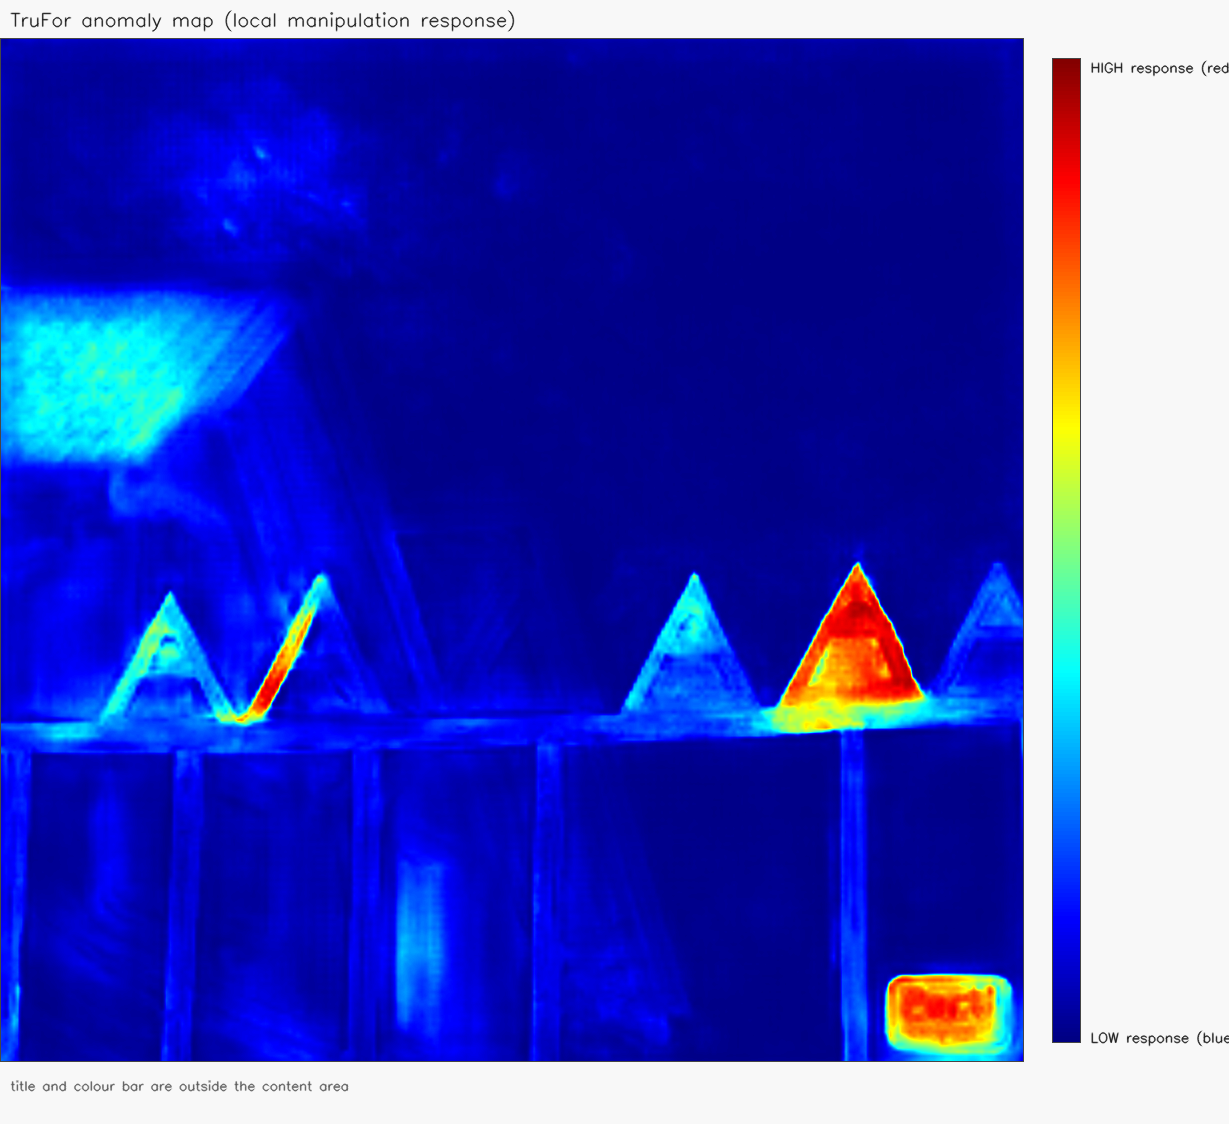 TruFor anomaly map (local manipulation response)
HIGH response (red
LOW response (blue
title and colour bar are outside the content area